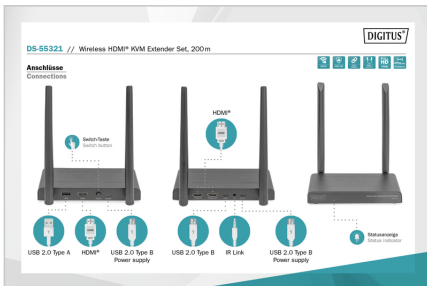 DIGITUS®
DS-55321 // Wireless HDMI® KVM Extender Set, 200m
Anschlüsse
Connections
HDMI®
Switch-Taste
Switch button
Statusanzeige
Status indicator
USB 2.0 Type A
HDMI®
USB 2.0 Type B
Power supply
USB 2.0 Type B
IR Link
USB 2.0 Type B
Power supply